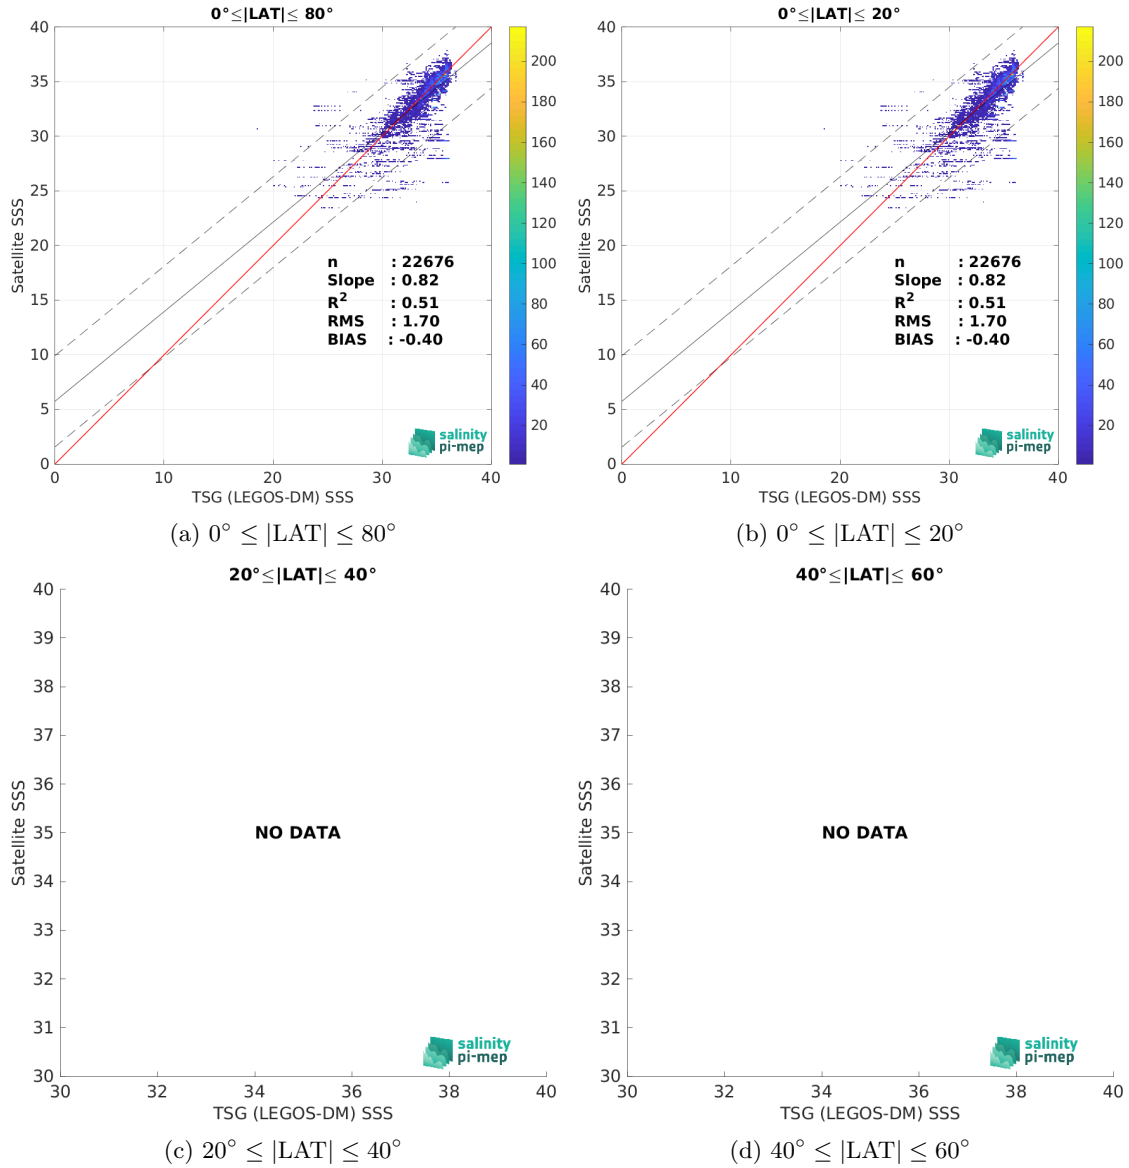 0°≤|LAT|≤ 80°
40
35
30
25
20
15
10
5
0
Satellite SSS
n : 22676
Slope : 0.82
R² : 0.51
RMS : 1.70
BIAS : -0.40
salinity
pi-mep
0 10 20 30 40
TSG (LEGOS-DM) SSS
200
180
160
140
120
100
80
60
40
20
(a) 0° ≤ |LAT| ≤ 80°
0°≤|LAT|≤ 20°
40
35
30
25
20
15
10
5
0
Satellite SSS
n : 22676
Slope : 0.82
R² : 0.51
RMS : 1.70
BIAS : -0.40
salinity
pi-mep
0 10 20 30 40
TSG (LEGOS-DM) SSS
200
180
160
140
120
100
80
60
40
20
(b) 0° ≤ |LAT| ≤ 20°
20°≤|LAT|≤ 40°
40
39
38
37
36
35
34
33
32
31
30
Satellite SSS
NO DATA
salinity
pi-mep
30 32 34 36 38 40
TSG (LEGOS-DM) SSS
(c) 20° ≤ |LAT| ≤ 40°
40°≤|LAT|≤ 60°
40
39
38
37
36
35
34
33
32
31
30
Satellite SSS
NO DATA
salinity
pi-mep
30 32 34 36 38 40
TSG (LEGOS-DM) SSS
(d) 40° ≤ |LAT| ≤ 60°